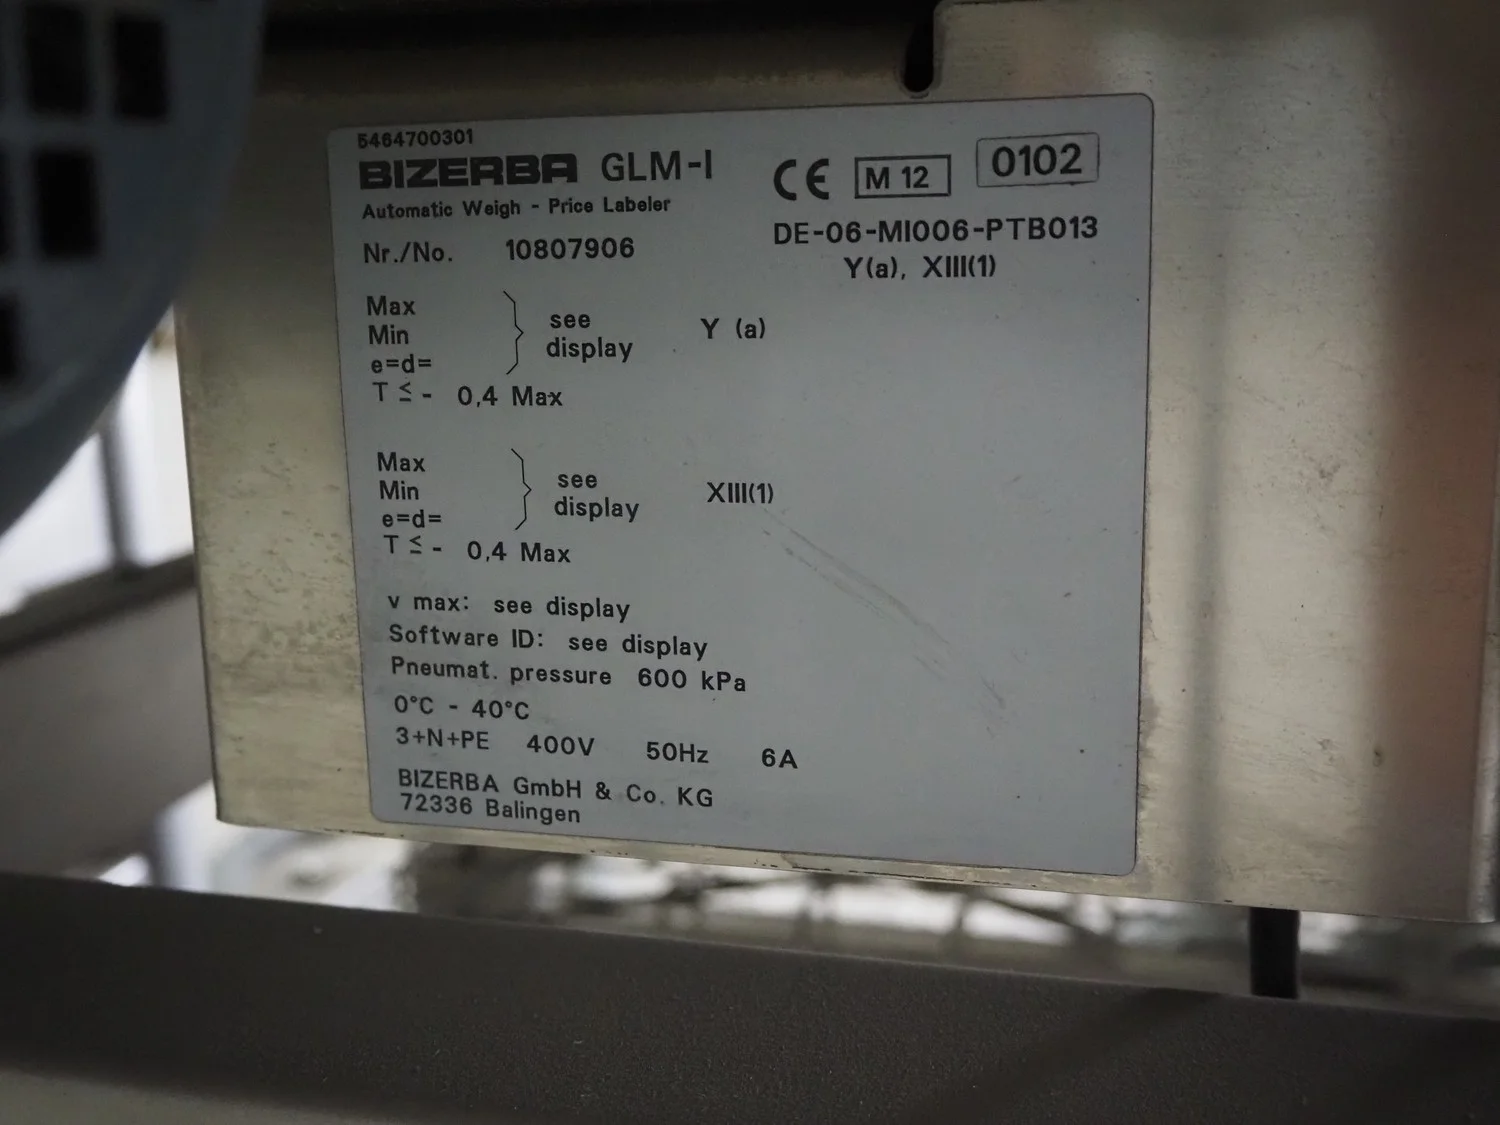 5464700301
BIZERBA GLM-I
Automatic Weigh - Price Labeler
Nr./No. 10807906
CE M 12 0102
DE-06-MI006-PTB013
Y(a), XIII(1)
Max
Min
e=d=
see
display
Y (a)
T ≤ - 0,4 Max
Max
Min
e=d=
see
display
XIII(1)
T ≤ - 0,4 Max
v max: see display
Software ID: see display
Pneumat. pressure 600 kPa
0°C - 40°C
3+N+PE 400V 50Hz 6A
BIZERBA GmbH & Co. KG
72336 Balingen